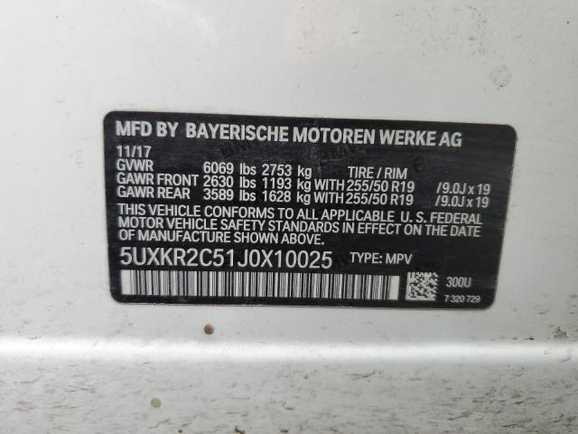 MFD BY BAYERISCHE MOTOREN WERKE AG
11/17
GVWR 6069 lbs 2753 kg TIRE / RIM
GAWR FRONT 2630 lbs 1193 kg WITH 255/50 R19 /9.0J x 19
GAWR REAR 3589 lbs 1628 kg WITH 255/50 R19 /9.0J x 19
THIS VEHICLE CONFORMS TO ALL APPLICABLE U. S. FEDERAL
MOTOR VEHICLE SAFETY STANDARDS IN EFFECT ON THE
DATE OF MANUFACTURE SHOWN ABOVE.
5UXKR2C51J0X10025 TYPE: MPV
300U
7 320 729